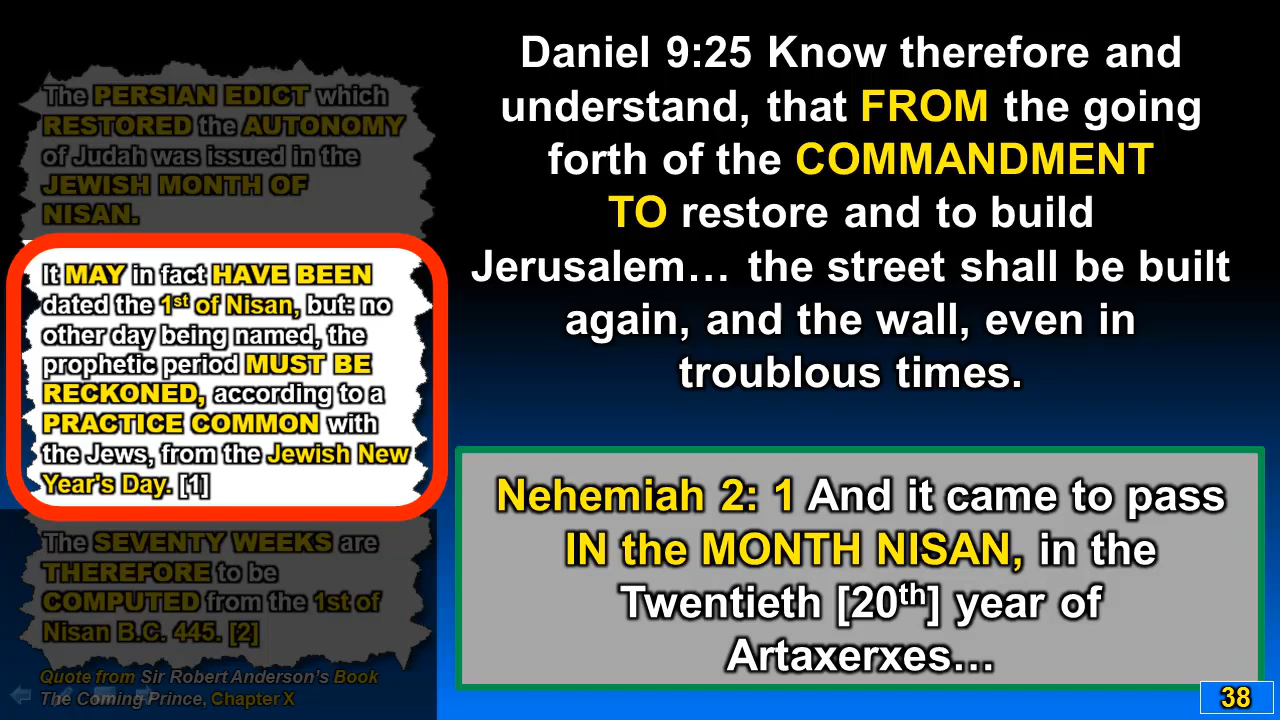 The PERSIAN EDICT which
RESTORED the AUTONOMY
of Judah was issued in the
JEWISH MONTH OF
NISAN.
It MAY in fact HAVE BEEN
dated the 1st of Nisan, but: no
other day being named, the
prophetic period MUST BE
RECKONED, according to a
PRACTICE COMMON with
the Jews, from the Jewish New
Year's Day. [1]
The SEVENTY WEEKS are
THEREFORE to be
COMPUTED from the 1st of
Nisan B.C. 445. [2]
Quote from Sir Robert Anderson's Book
The Coming Prince, Chapter X
Daniel 9:25 Know therefore and
understand, that FROM the going
forth of the COMMANDMENT
TO restore and to build
Jerusalem… the street shall be built
again, and the wall, even in
troublous times.
Nehemiah 2: 1 And it came to pass
IN the MONTH NISAN, in the
Twentieth [20th] year of
Artaxerxes…
38